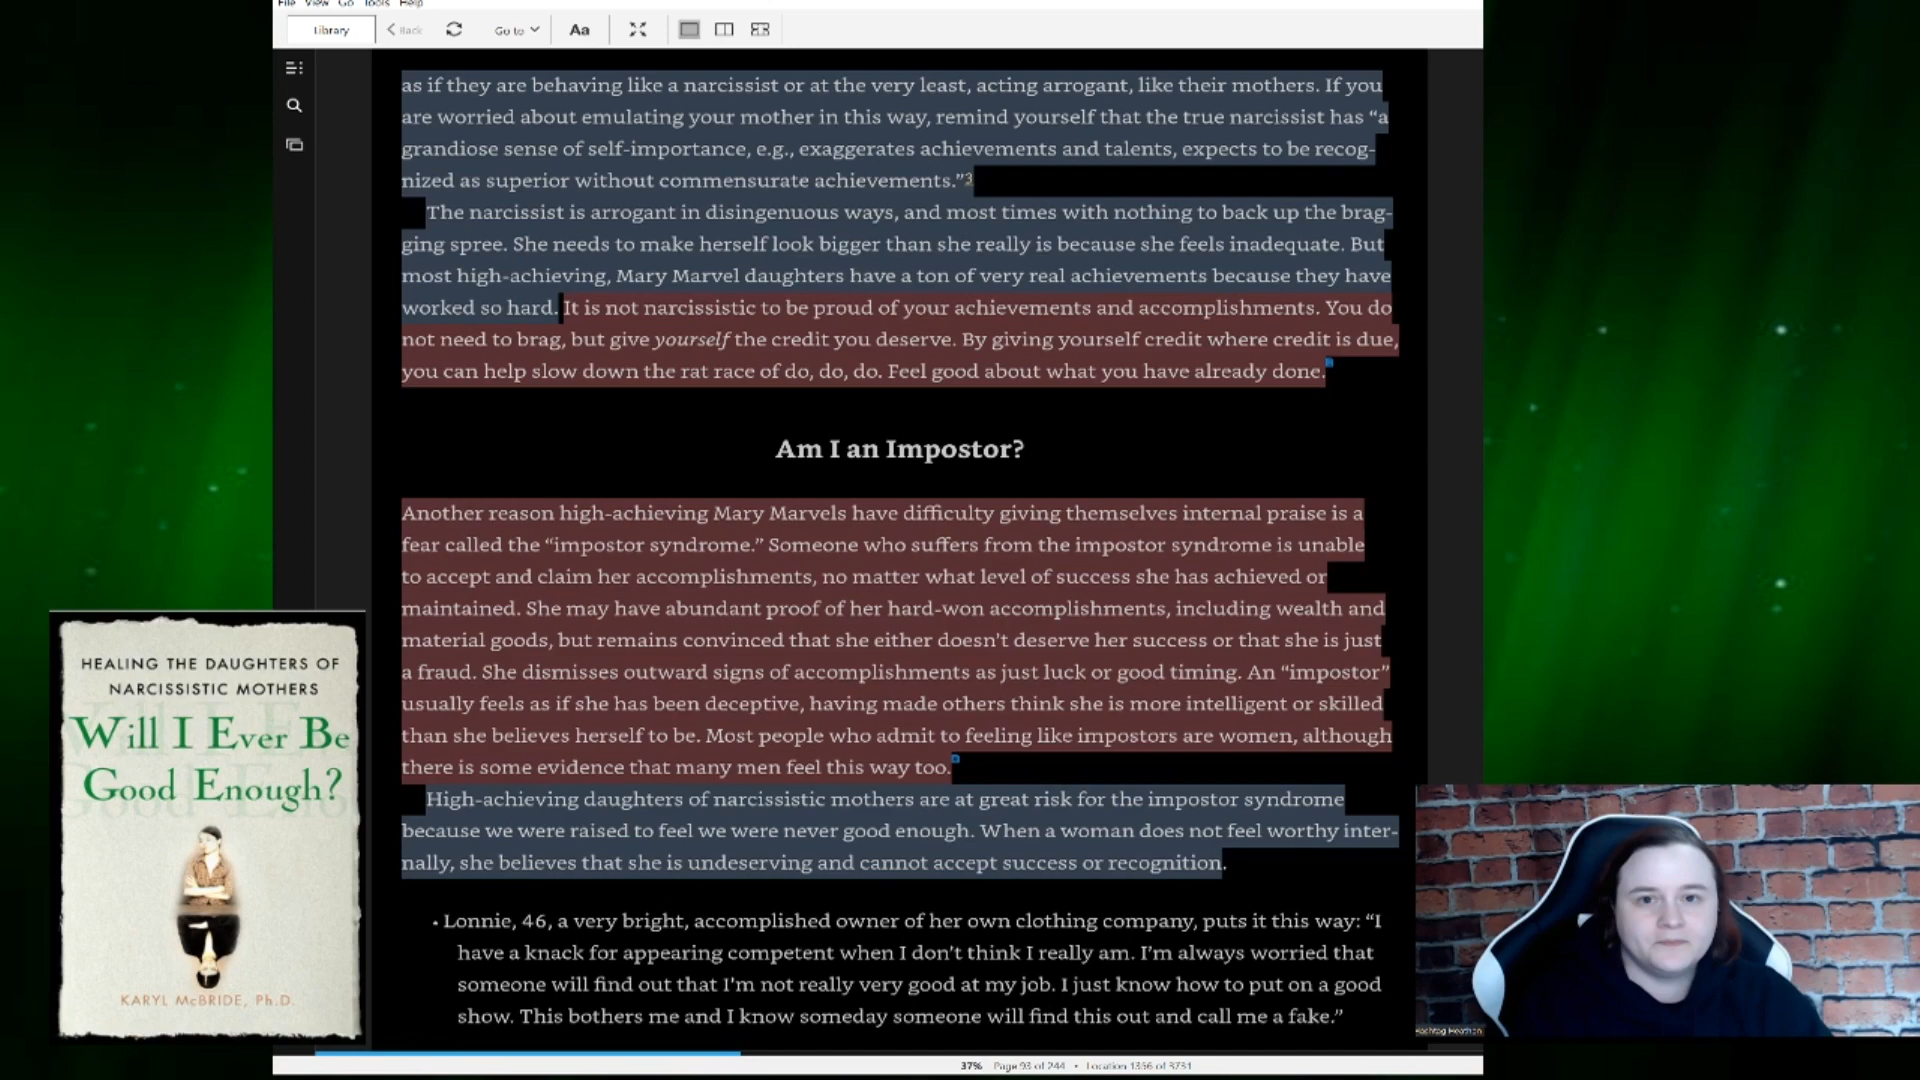 File View Go Tools Help
Library Back Go to Aa
as if they are behaving like a narcissist or at the very least, acting arrogant, like their mothers. If you
are worried about emulating your mother in this way, remind yourself that the true narcissist has “a
grandiose sense of self-importance, e.g., exaggerates achievements and talents, expects to be recog-
nized as superior without commensurate achievements.”3
The narcissist is arrogant in disingenuous ways, and most times with nothing to back up the brag-
ging spree. She needs to make herself look bigger than she really is because she feels inadequate. But
most high-achieving, Mary Marvel daughters have a ton of very real achievements because they have
worked so hard. It is not narcissistic to be proud of your achievements and accomplishments. You do
not need to brag, but give yourself the credit you deserve. By giving yourself credit where credit is due,
you can help slow down the rat race of do, do, do. Feel good about what you have already done.
Am I an Impostor?
Another reason high-achieving Mary Marvels have difficulty giving themselves internal praise is a
fear called the “impostor syndrome.” Someone who suffers from the impostor syndrome is unable
to accept and claim her accomplishments, no matter what level of success she has achieved or
maintained. She may have abundant proof of her hard-won accomplishments, including wealth and
material goods, but remains convinced that she either doesn’t deserve her success or that she is just
a fraud. She dismisses outward signs of accomplishments as just luck or good timing. An “impostor”
usually feels as if she has been deceptive, having made others think she is more intelligent or skilled
than she believes herself to be. Most people who admit to feeling like impostors are women, although
there is some evidence that many men feel this way too.
High-achieving daughters of narcissistic mothers are at great risk for the impostor syndrome
because we were raised to feel we were never good enough. When a woman does not feel worthy inter-
nally, she believes that she is undeserving and cannot accept success or recognition.
• Lonnie, 46, a very bright, accomplished owner of her own clothing company, puts it this way: “I
have a knack for appearing competent when I don’t think I really am. I’m always worried that
someone will find out that I’m not really very good at my job. I just know how to put on a good
show. This bothers me and I know someday someone will find this out and call me a fake.”
37% Page 93 of 244 • Location 1356 of 3731
HEALING THE DAUGHTERS OF
NARCISSISTIC MOTHERS
Will I Ever Be
Good Enough?
KARYL McBRIDE, Ph.D.
Hashtag Heathen